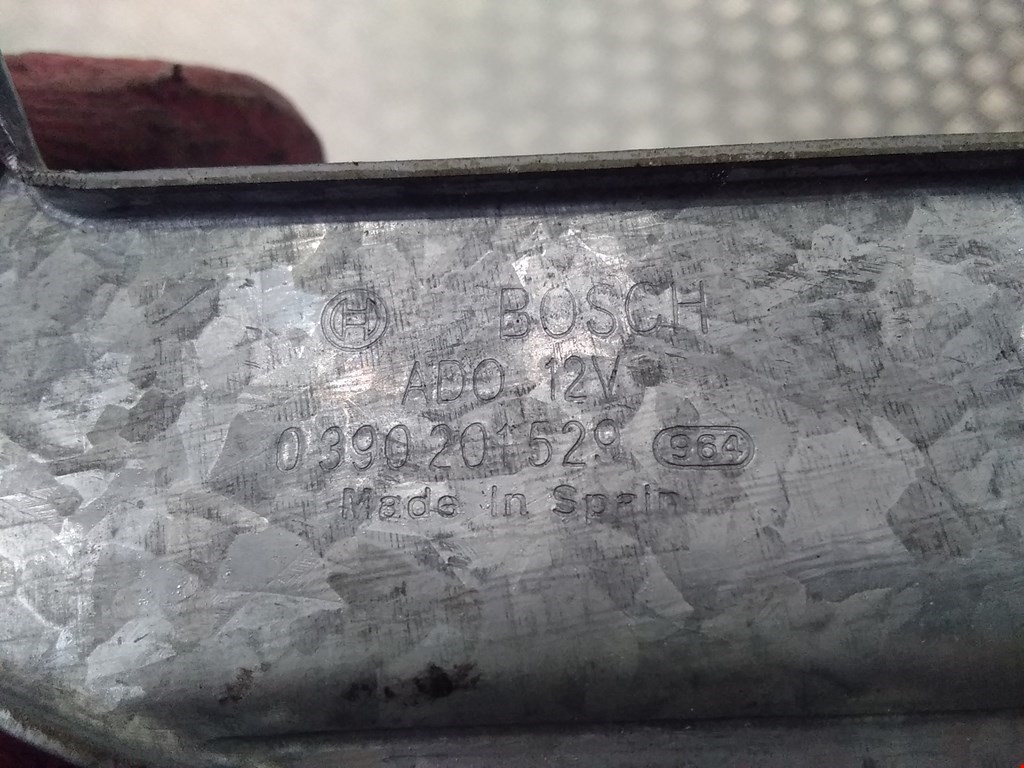 BOSCH
ADO 12V
0 390 201 529 964
Made in Spain